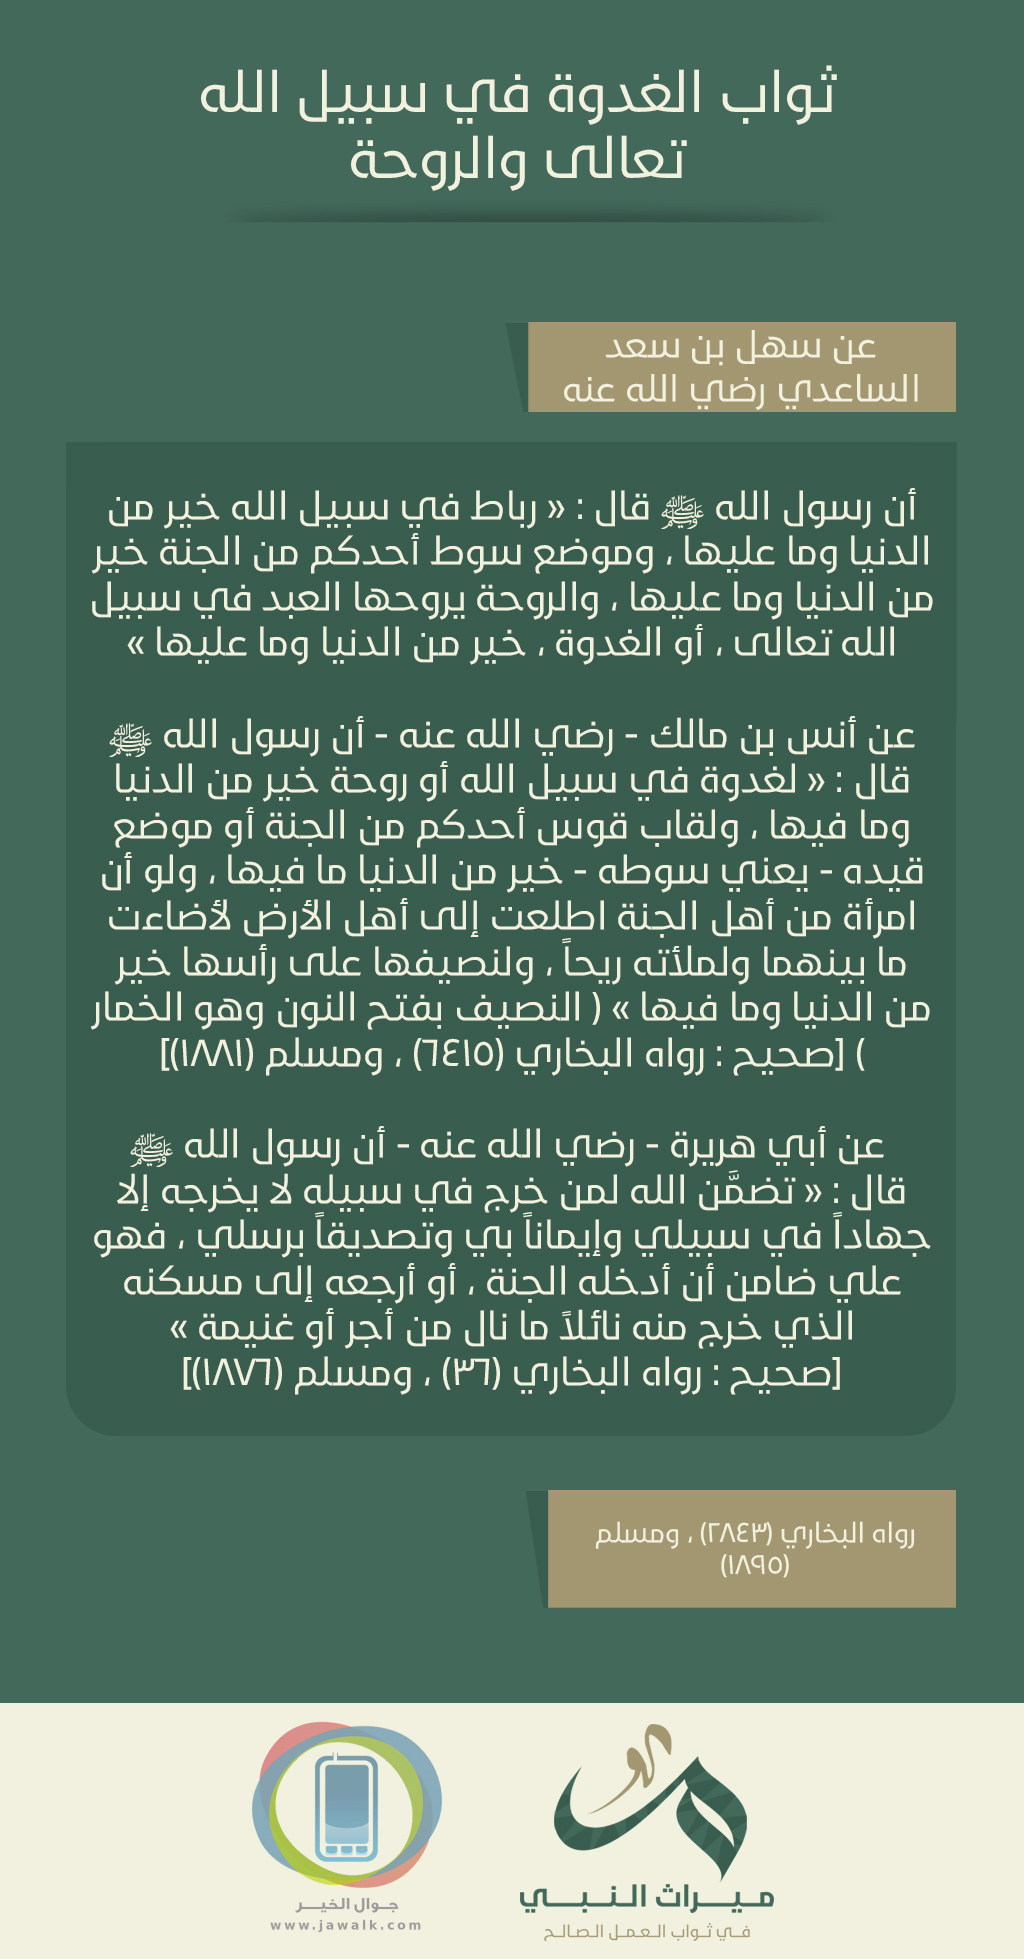 ثواب الغدوة في سبيل الله
تعالى والروحة
عن سهل بن سعد
الساعدي رضي الله عنه
أن رسول الله ﷺ قال : « رباط في سبيل الله خير من
الدنيا وما عليها ، وموضع سوط أحدكم من الجنة خير
من الدنيا وما عليها ، والروحة يروحها العبد في سبيل
الله تعالى ، أو الغدوة ، خير من الدنيا وما عليها »
عن أنس بن مالك - رضي الله عنه - أن رسول الله ﷺ
قال : « لغدوة في سبيل الله أو روحة خير من الدنيا
وما فيها ، ولقاب قوس أحدكم من الجنة أو موضع
قيده - يعني سوطه - خير من الدنيا ما فيها ، ولو أن
امرأة من أهل الجنة اطلعت إلى أهل الأرض لأضاءت
ما بينهما ولملأته ريحاً ، ولنصيفها على رأسها خير
من الدنيا وما فيها » ( النصيف بفتح النون وهو الخمار
) [صحيح : رواه البخاري (٦٤١٥) ، ومسلم (١٨٨١)]
عن أبي هريرة - رضي الله عنه - أن رسول الله ﷺ
قال : « تضمَّن الله لمن خرج في سبيله لا يخرجه إلا
جهاداً في سبيلي وإيماناً بي وتصديقاً برسلي ، فهو
علي ضامن أن أدخله الجنة ، أو أرجعه إلى مسكنه
الذي خرج منه نائلاً ما نال من أجر أو غنيمة »
[صحيح : رواه البخاري (٣٦) ، ومسلم (١٨٧٦)]
رواه البخاري (٢٨٤٣) ، ومسلم
(١٨٩٥)
جـوال الخيـــر
www.jawalk.com
ميـراث النـبـي
في ثواب العمل الصالح